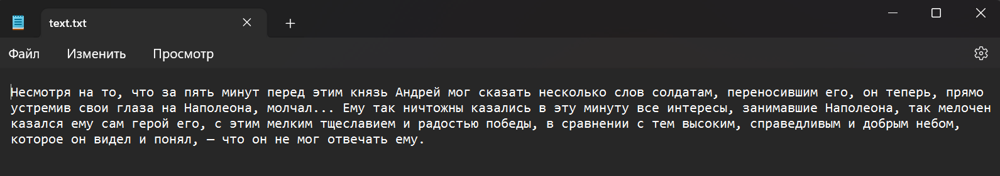 text.txt
Файл Изменить Просмотр
Несмотря на то, что за пять минут перед этим князь Андрей мог сказать несколько слов солдатам, переносившим его, он теперь, прямо
устремив свои глаза на Наполеона, молчал... Ему так ничтожны казались в эту минуту все интересы, занимавшие Наполеона, так мелочен
казался ему сам герой его, с этим мелким тщеславием и радостью победы, в сравнении с тем высоким, справедливым и добрым небом,
которое он видел и понял, — что он не мог отвечать ему.